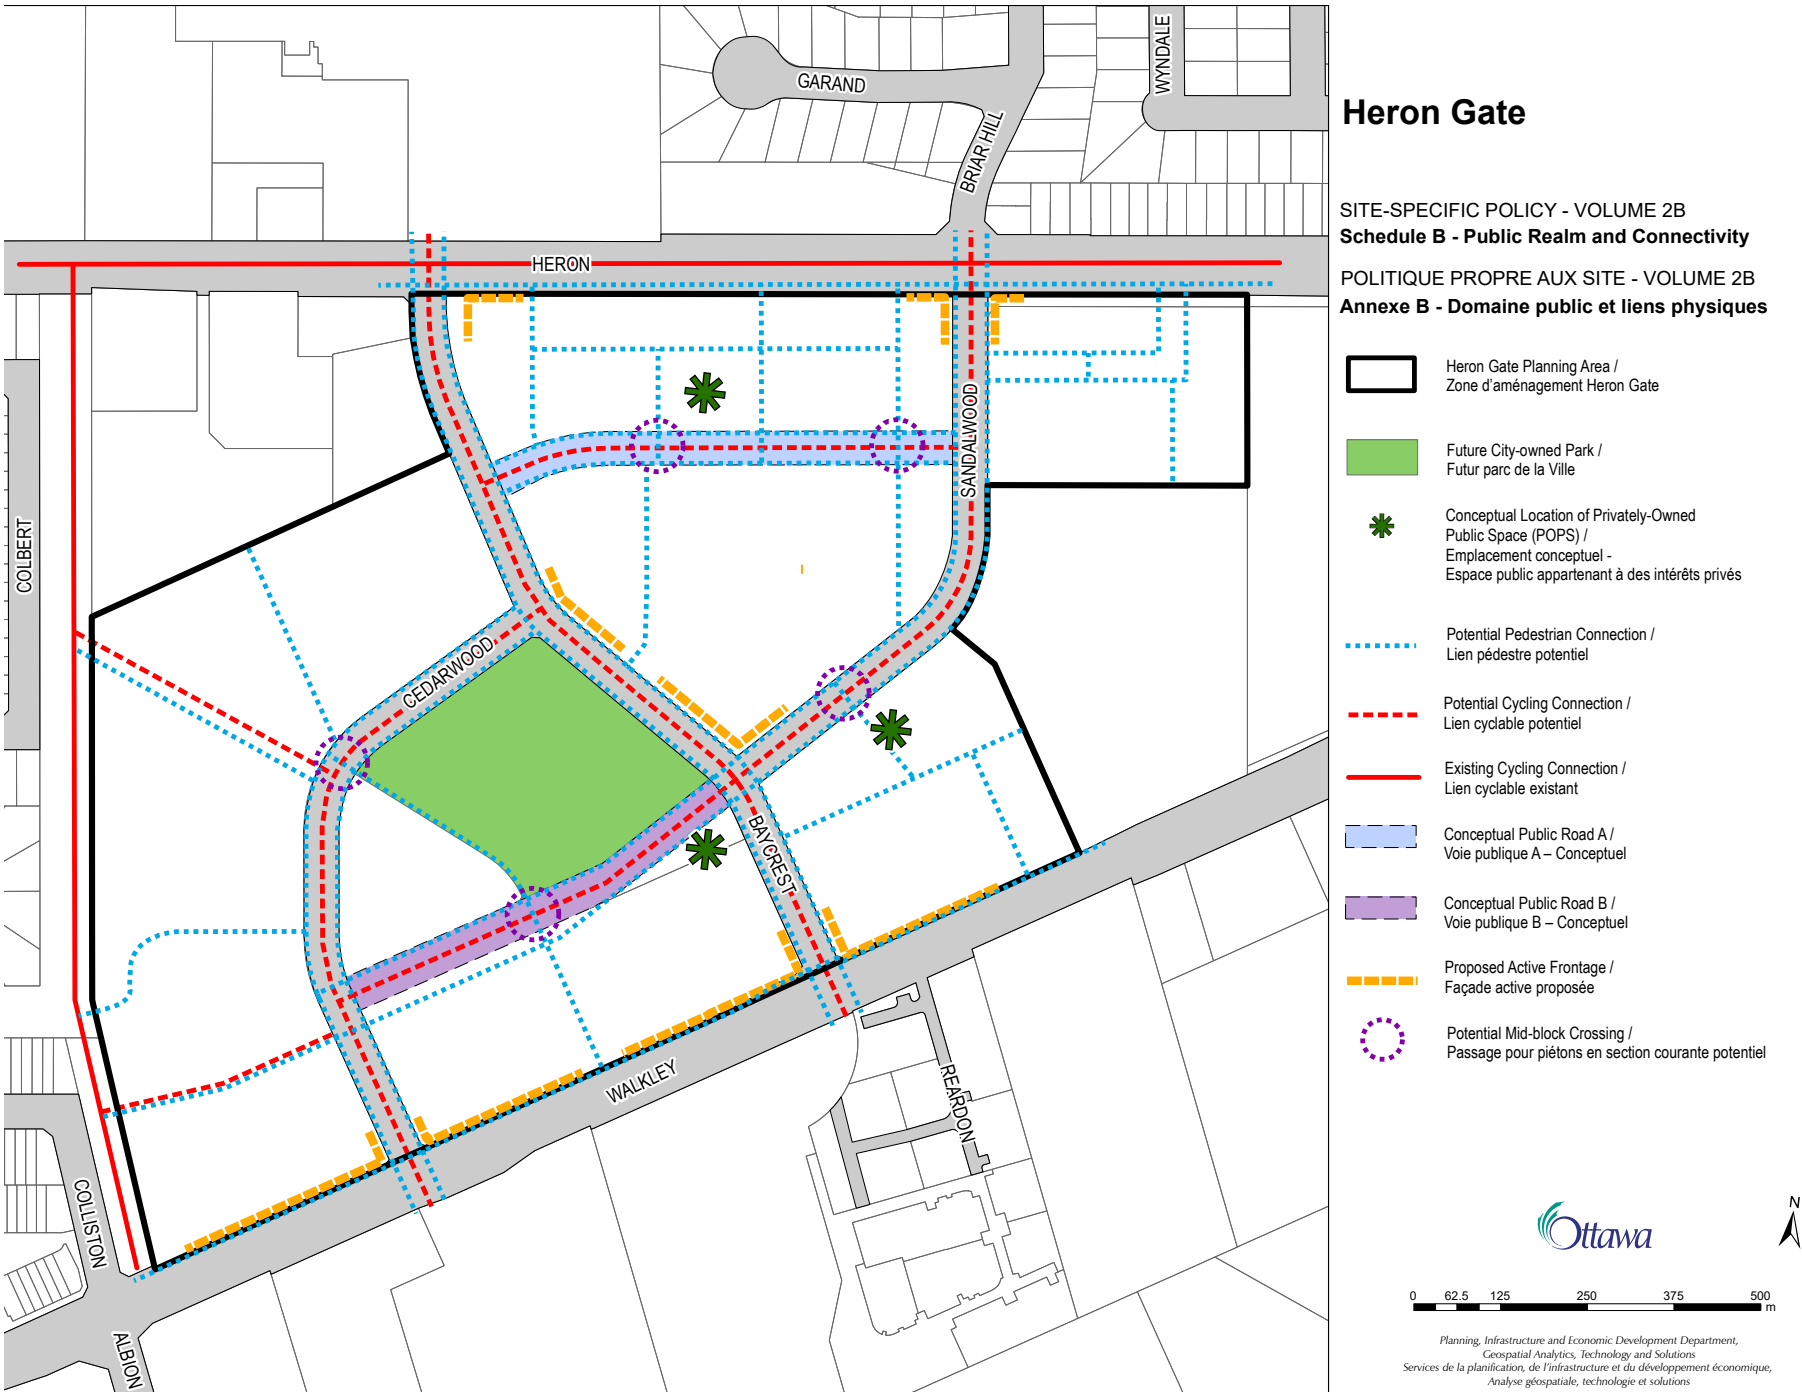 GARAND
WYNDALE
BRIAR HILL
HERON
SANDALWOOD
COLBERT
CEDARWOOD
BAYCREST
WALKLEY
REARDON
COLLISTON
ALBION
Heron Gate
SITE-SPECIFIC POLICY - VOLUME 2B
Schedule B - Public Realm and Connectivity
POLITIQUE PROPRE AUX SITE - VOLUME 2B
Annexe B - Domaine public et liens physiques
Heron Gate Planning Area /
Zone d'aménagement Heron Gate
Future City-owned Park /
Futur parc de la Ville
Conceptual Location of Privately-Owned
Public Space (POPS) /
Emplacement conceptuel -
Espace public appartenant à des intérêts privés
Potential Pedestrian Connection /
Lien pédestre potentiel
Potential Cycling Connection /
Lien cyclable potentiel
Existing Cycling Connection /
Lien cyclable existant
Conceptual Public Road A /
Voie publique A – Conceptuel
Conceptual Public Road B /
Voie publique B – Conceptuel
Proposed Active Frontage /
Façade active proposée
Potential Mid-block Crossing /
Passage pour piétons en section courante potentiel
Ottawa
N
0 62.5 125 250 375 500
m
Planning, Infrastructure and Economic Development Department,
Geospatial Analytics, Technology and Solutions
Services de la planification, de l'infrastructure et du développement économique,
Analyse géospatiale, technologie et solutions